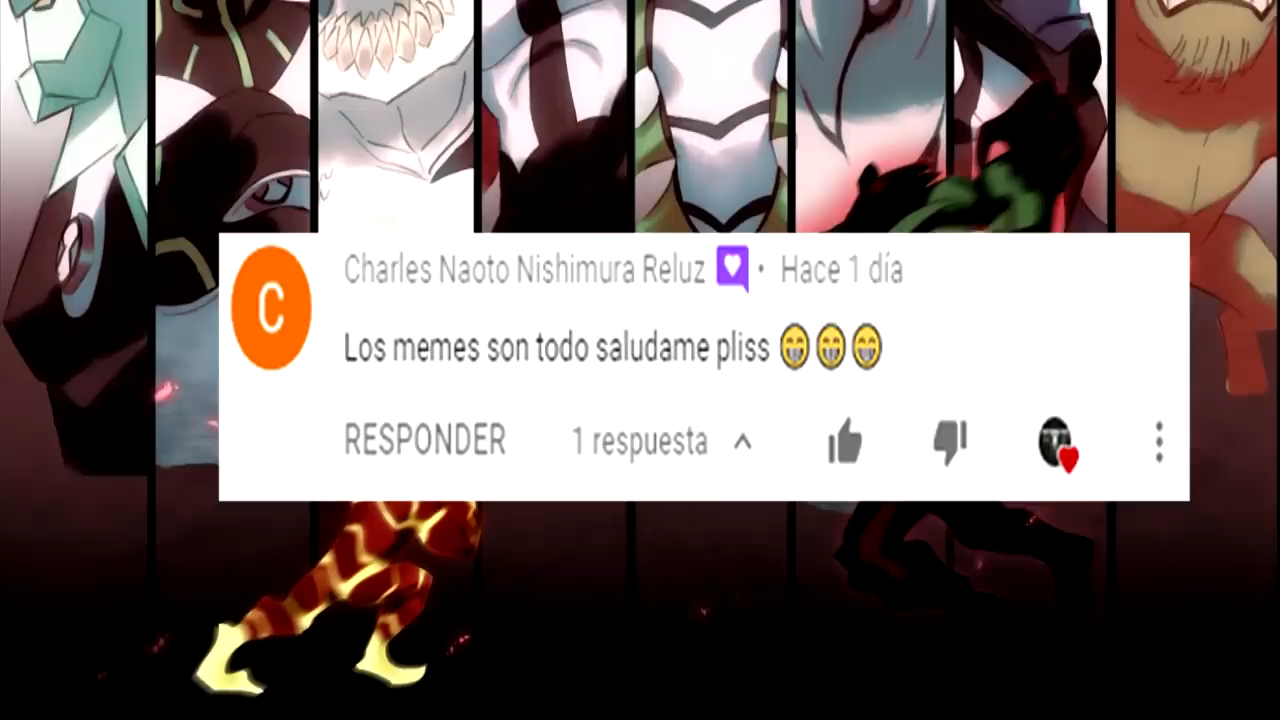 C
Charles Naoto Nishimura Reluz · Hace 1 día
Los memes son todo saludame pliss 😁😁😁
RESPONDER 1 respuesta